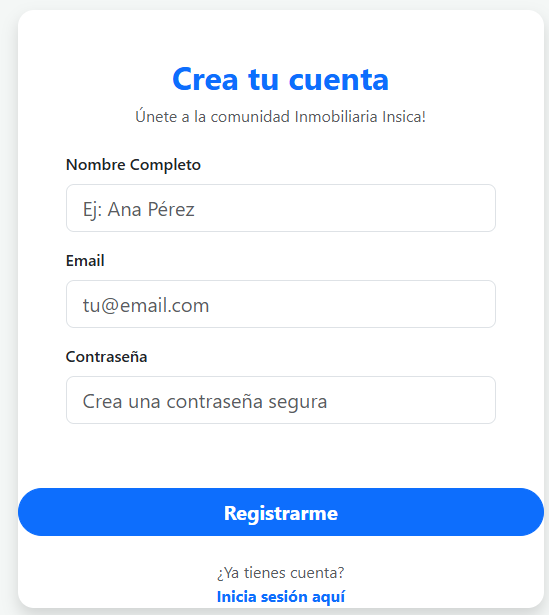 Crea tu cuenta
Únete a la comunidad Inmobiliaria Insica!
Nombre Completo
Ej: Ana Pérez
Email
tu@email.com
Contraseña
Crea una contraseña segura
Registrarme
¿Ya tienes cuenta?
Inicia sesión aquí